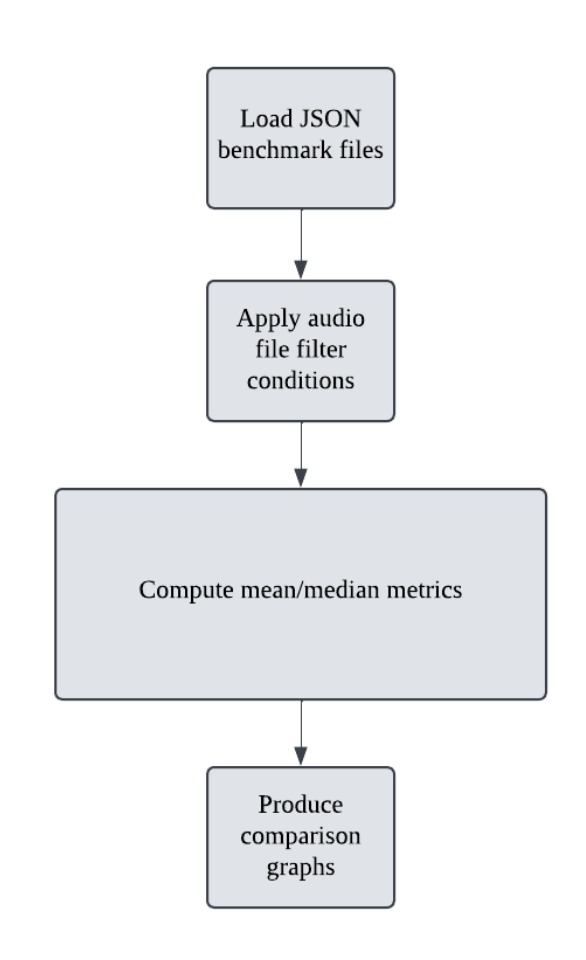 Load JSON
benchmark files
Apply audio
file filter
conditions
Compute mean/median metrics
Produce
comparison
graphs